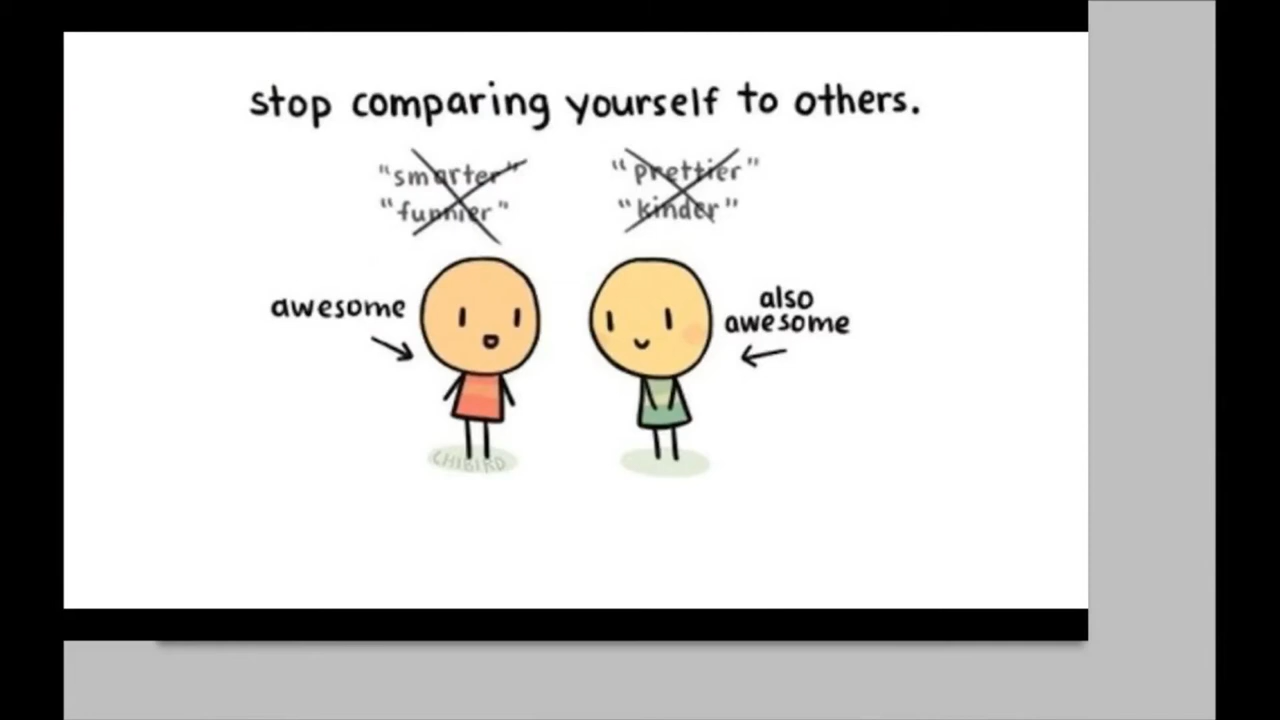 stop comparing yourself to others.
"smarter" "prettier"
"funnier" "kinder"
awesome
also
awesome
CHIBIRD